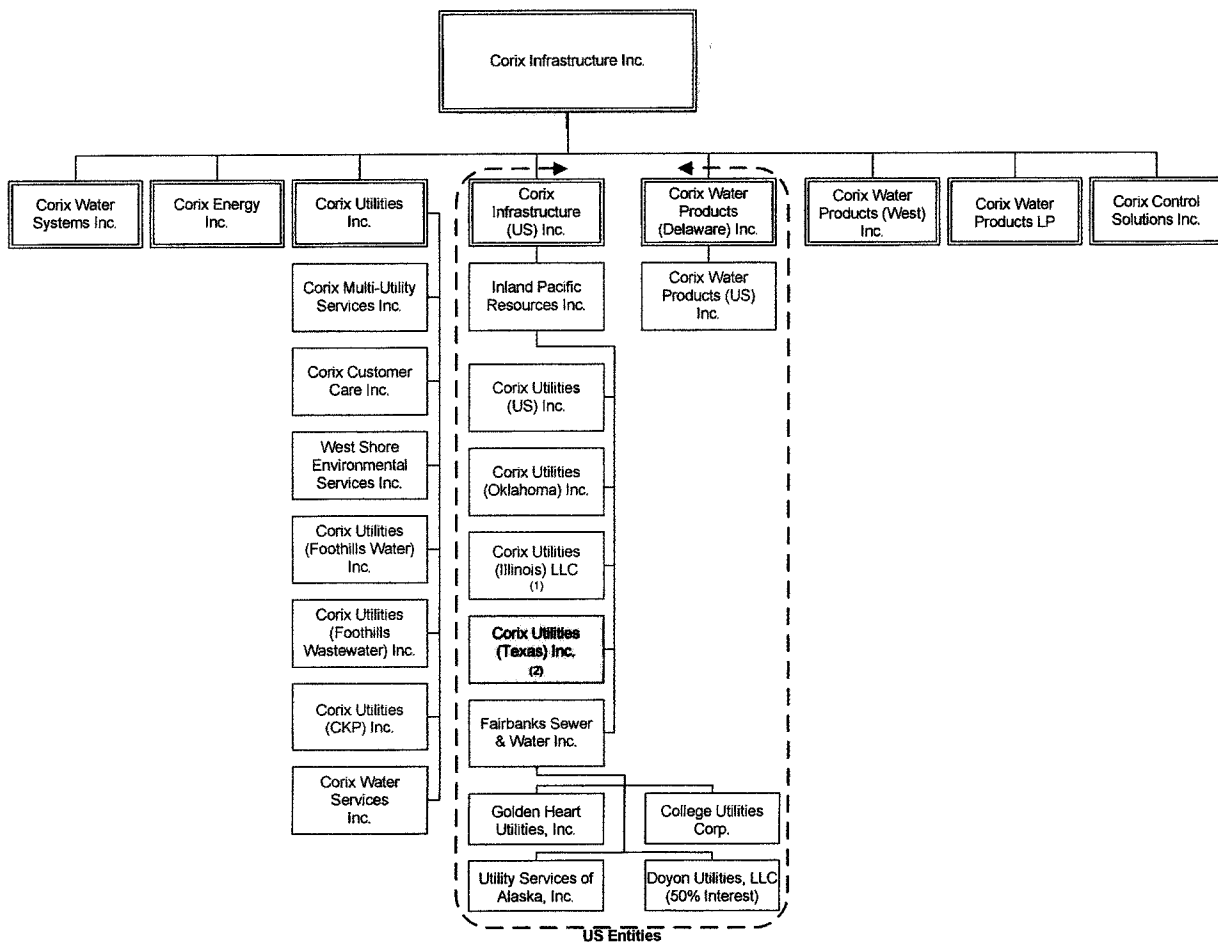 Corix Infrastructure Inc.
Corix Water
Systems Inc.
Corix Energy
Inc.
Corix Utilities
Inc.
Corix
Infrastructure
(US) Inc.
Corix Water
Products
(Delaware) Inc.
Corix Water
Products (West)
Inc.
Corix Water
Products LP
Corix Control
Solutions Inc.
Corix Multi-Utility
Services Inc.
Inland Pacific
Resources Inc.
Corix Water
Products (US)
Inc.
Corix Customer
Care Inc.
Corix Utilities
(US) Inc.
West Shore
Environmental
Services Inc.
Corix Utilities
(Oklahoma) Inc.
Corix Utilities
(Foothills Water)
Inc.
Corix Utilities
(Illinois) LLC
(1)
Corix Utilities
(Foothills
Wastewater) Inc.
Corix Utilities
(Texas) Inc.
(2)
Corix Utilities
(CKP) Inc.
Fairbanks Sewer
& Water Inc.
Corix Water
Services
Inc.
Golden Heart
Utilities, Inc.
College Utilities
Corp.
Utility Services of
Alaska, Inc.
Doyon Utilities, LLC
(50% Interest)
US Entities